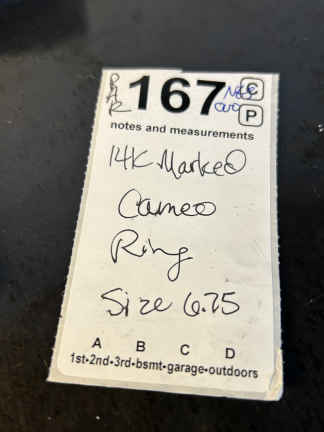 167
C
P
notes and measurements
14K Marked
Cameo
Ring
Size 6.75
A B C D
1st-2nd-3rd-bsmt-garage-outdoors